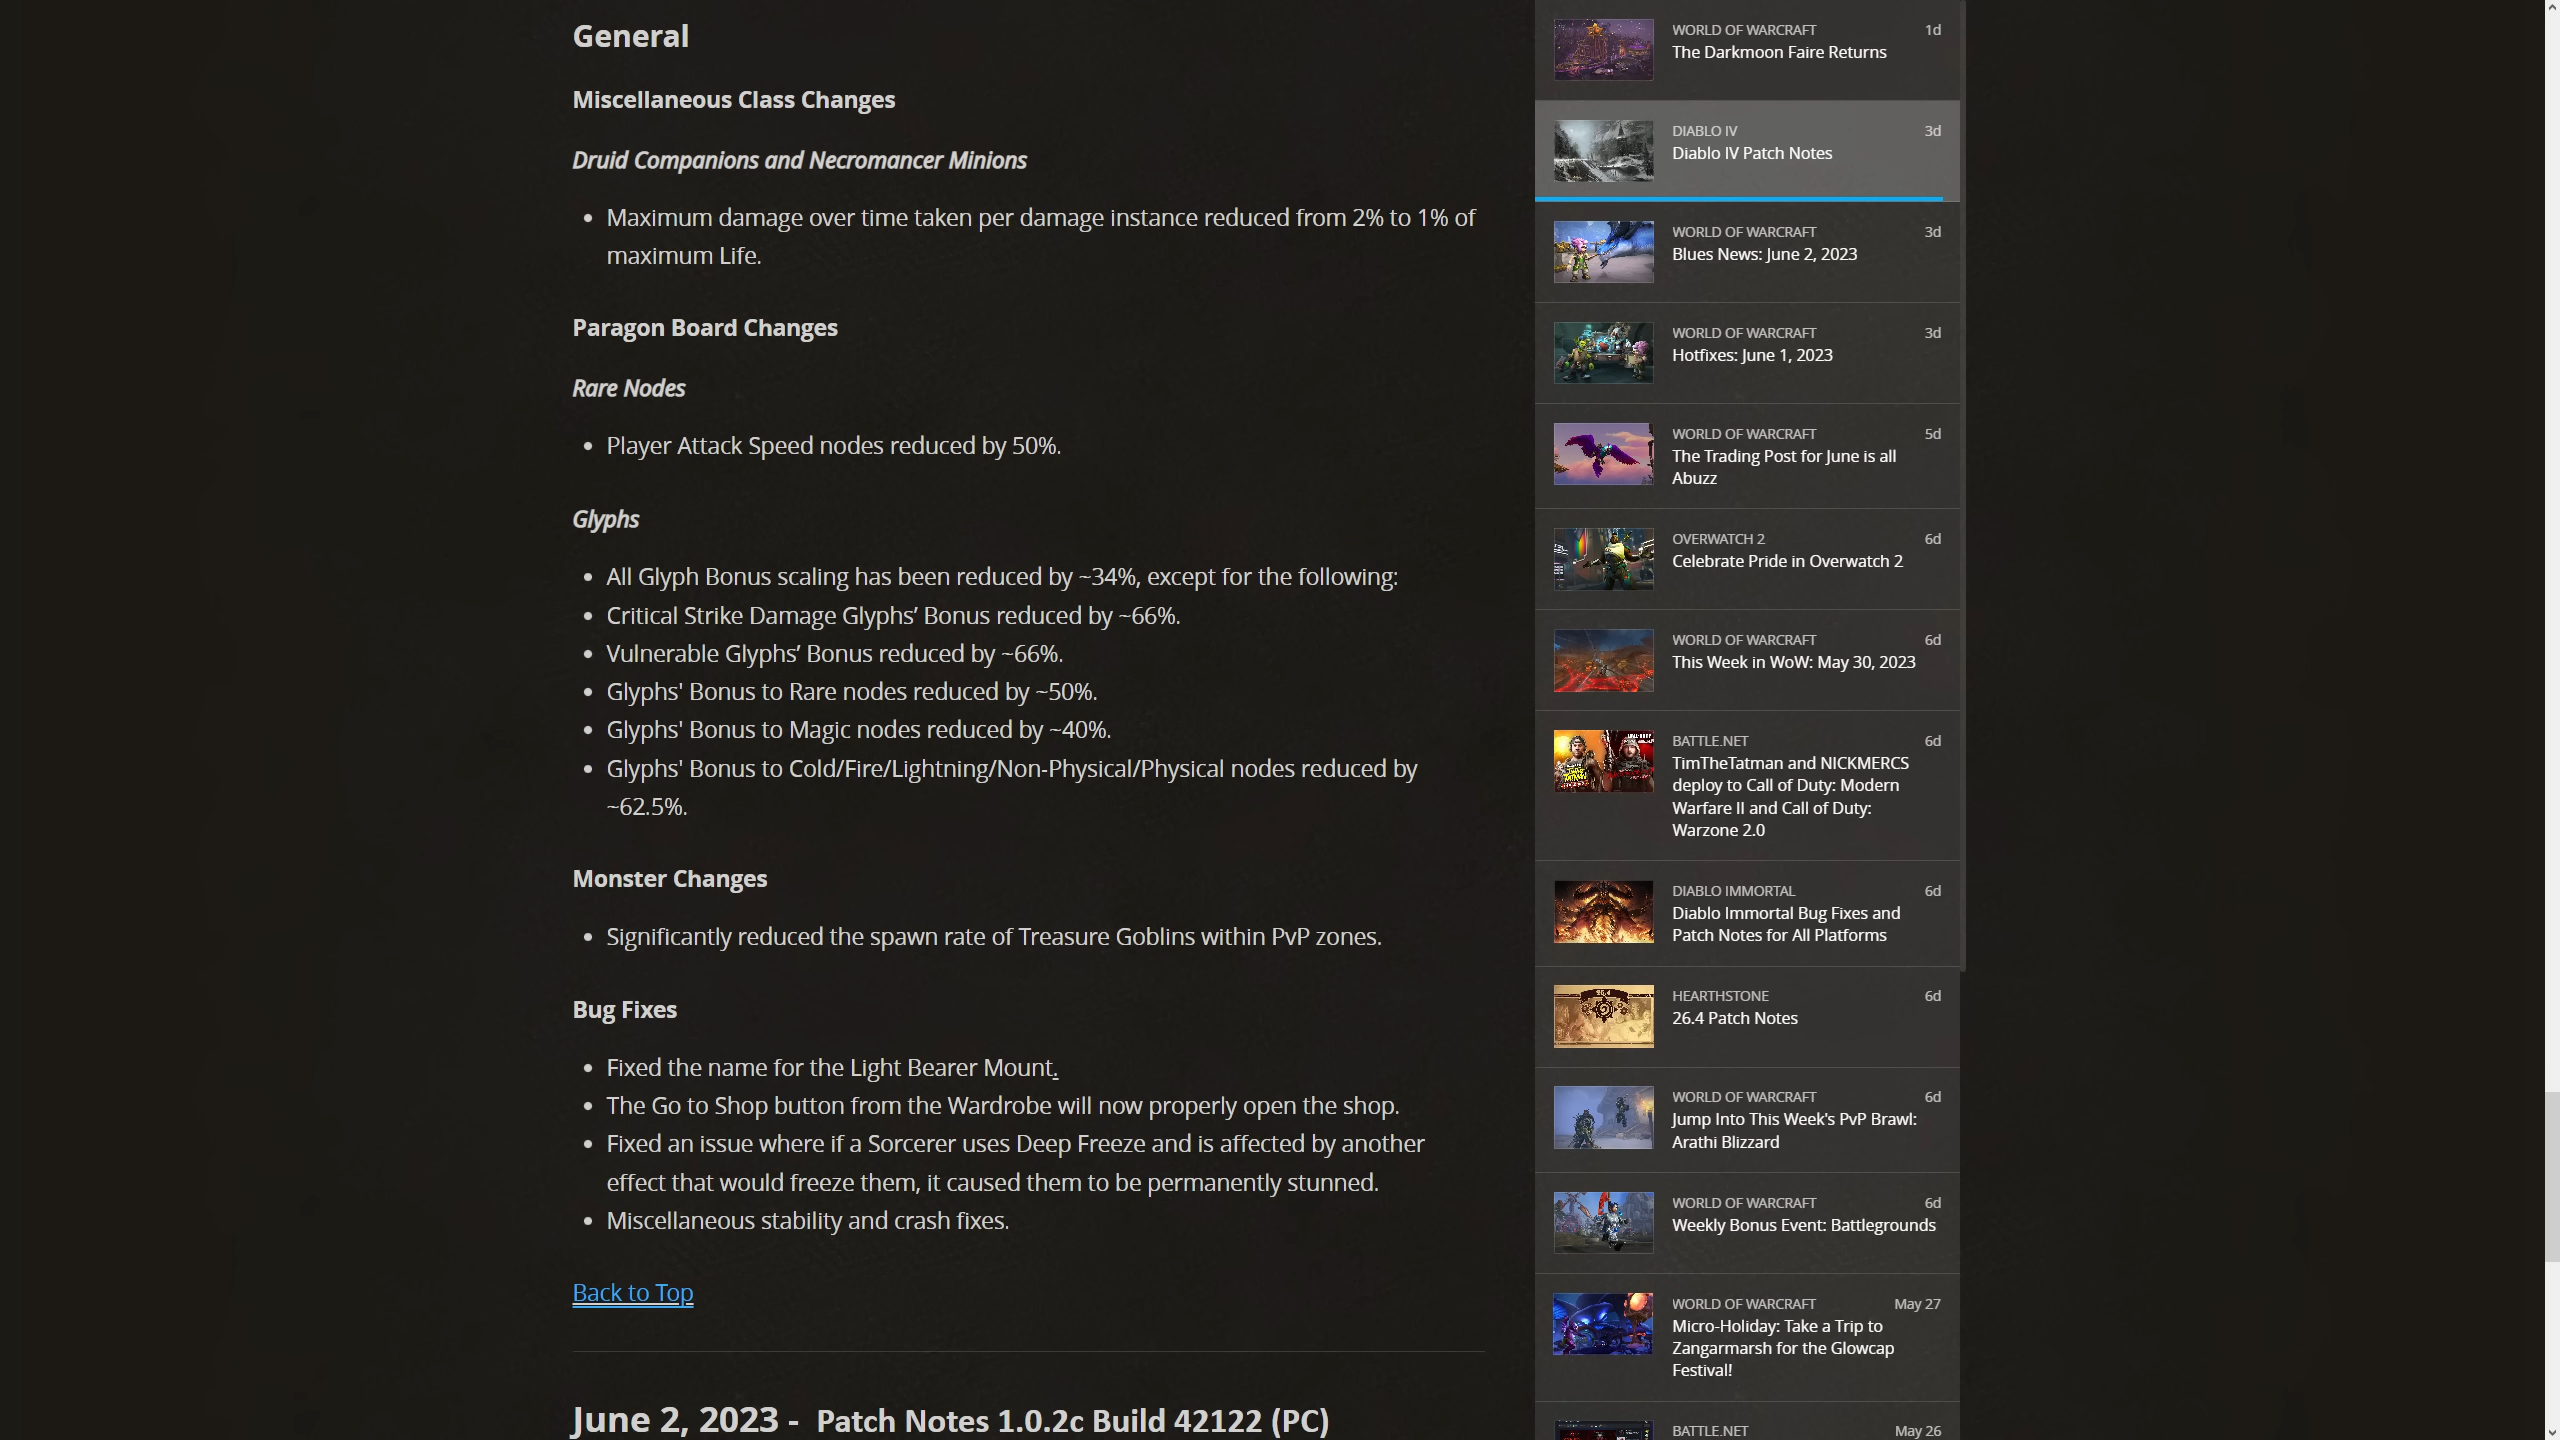 General
Miscellaneous Class Changes
Druid Companions and Necromancer Minions
• Maximum damage over time taken per damage instance reduced from 2% to 1% of
maximum Life.
Paragon Board Changes
Rare Nodes
• Player Attack Speed nodes reduced by 50%.
Glyphs
• All Glyph Bonus scaling has been reduced by ~34%, except for the following:
• Critical Strike Damage Glyphs’ Bonus reduced by ~66%.
• Vulnerable Glyphs’ Bonus reduced by ~66%.
• Glyphs' Bonus to Rare nodes reduced by ~50%.
• Glyphs' Bonus to Magic nodes reduced by ~40%.
• Glyphs' Bonus to Cold/Fire/Lightning/Non-Physical/Physical nodes reduced by
~62.5%.
Monster Changes
• Significantly reduced the spawn rate of Treasure Goblins within PvP zones.
Bug Fixes
• Fixed the name for the Light Bearer Mount.
• The Go to Shop button from the Wardrobe will now properly open the shop.
• Fixed an issue where if a Sorcerer uses Deep Freeze and is affected by another
effect that would freeze them, it caused them to be permanently stunned.
• Miscellaneous stability and crash fixes.
Back to Top
June 2, 2023 - Patch Notes 1.0.2c Build 42122 (PC)
WORLD OF WARCRAFT 1d
The Darkmoon Faire Returns
DIABLO IV 3d
Diablo IV Patch Notes
WORLD OF WARCRAFT 3d
Blues News: June 2, 2023
WORLD OF WARCRAFT 3d
Hotfixes: June 1, 2023
WORLD OF WARCRAFT 5d
The Trading Post for June is all
Abuzz
OVERWATCH 2 6d
Celebrate Pride in Overwatch 2
WORLD OF WARCRAFT 6d
This Week in WoW: May 30, 2023
BATTLE.NET 6d
TimTheTatman and NICKMERCS
deploy to Call of Duty: Modern
Warfare II and Call of Duty:
Warzone 2.0
DIABLO IMMORTAL 6d
Diablo Immortal Bug Fixes and
Patch Notes for All Platforms
HEARTHSTONE 6d
26.4 Patch Notes
WORLD OF WARCRAFT 6d
Jump Into This Week's PvP Brawl:
Arathi Blizzard
WORLD OF WARCRAFT 6d
Weekly Bonus Event: Battlegrounds
WORLD OF WARCRAFT May 27
Micro-Holiday: Take a Trip to
Zangarmarsh for the Glowcap
Festival!
BATTLE.NET May 26